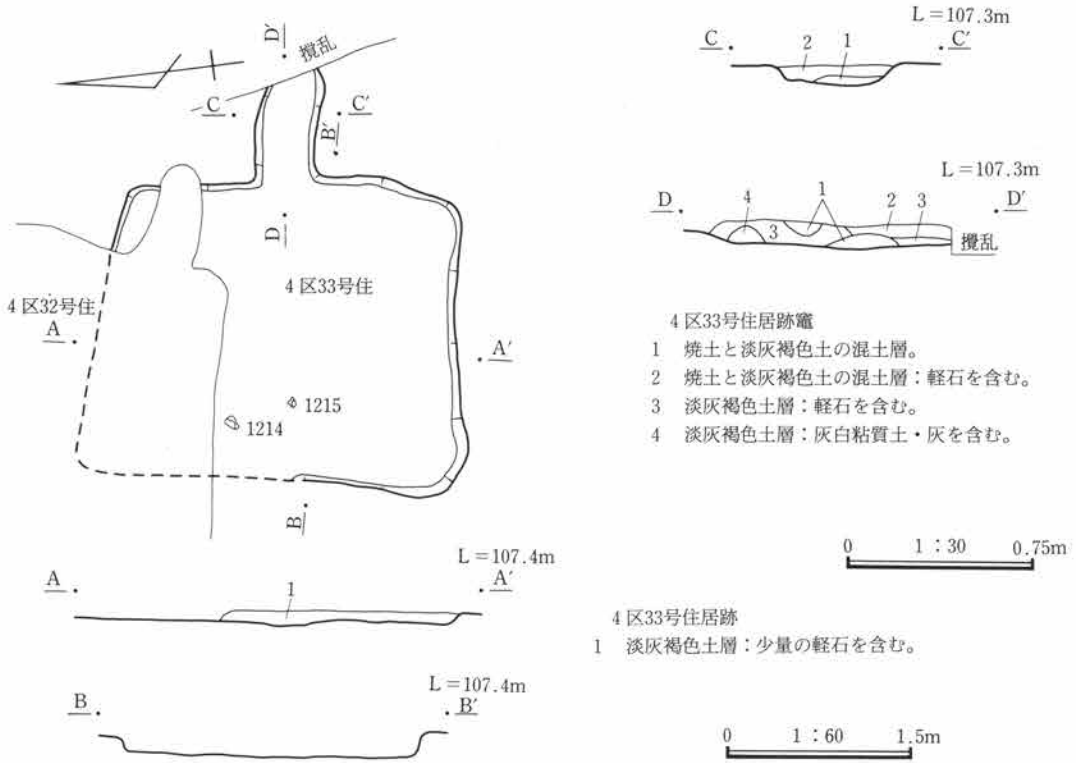 D′
攪乱
C
C′
B′
D
4区33号住
4区32号住
A
A′
1215
1214
B
L=107.4m
A
1
A′
L=107.4m
B
B′
L=107.3m
C
2
1
C′
L=107.3m
D
4
3
1
2
3
D′
攪乱
4区33号住居跡竈
1 焼土と淡灰褐色土の混土層。
2 焼土と淡灰褐色土の混土層：軽石を含む。
3 淡灰褐色土層：軽石を含む。
4 淡灰褐色土層：灰白粘質土・灰を含む。
0 1：30 0.75m
4区33号住居跡
1 淡灰褐色土層：少量の軽石を含む。
0 1：60 1.5m